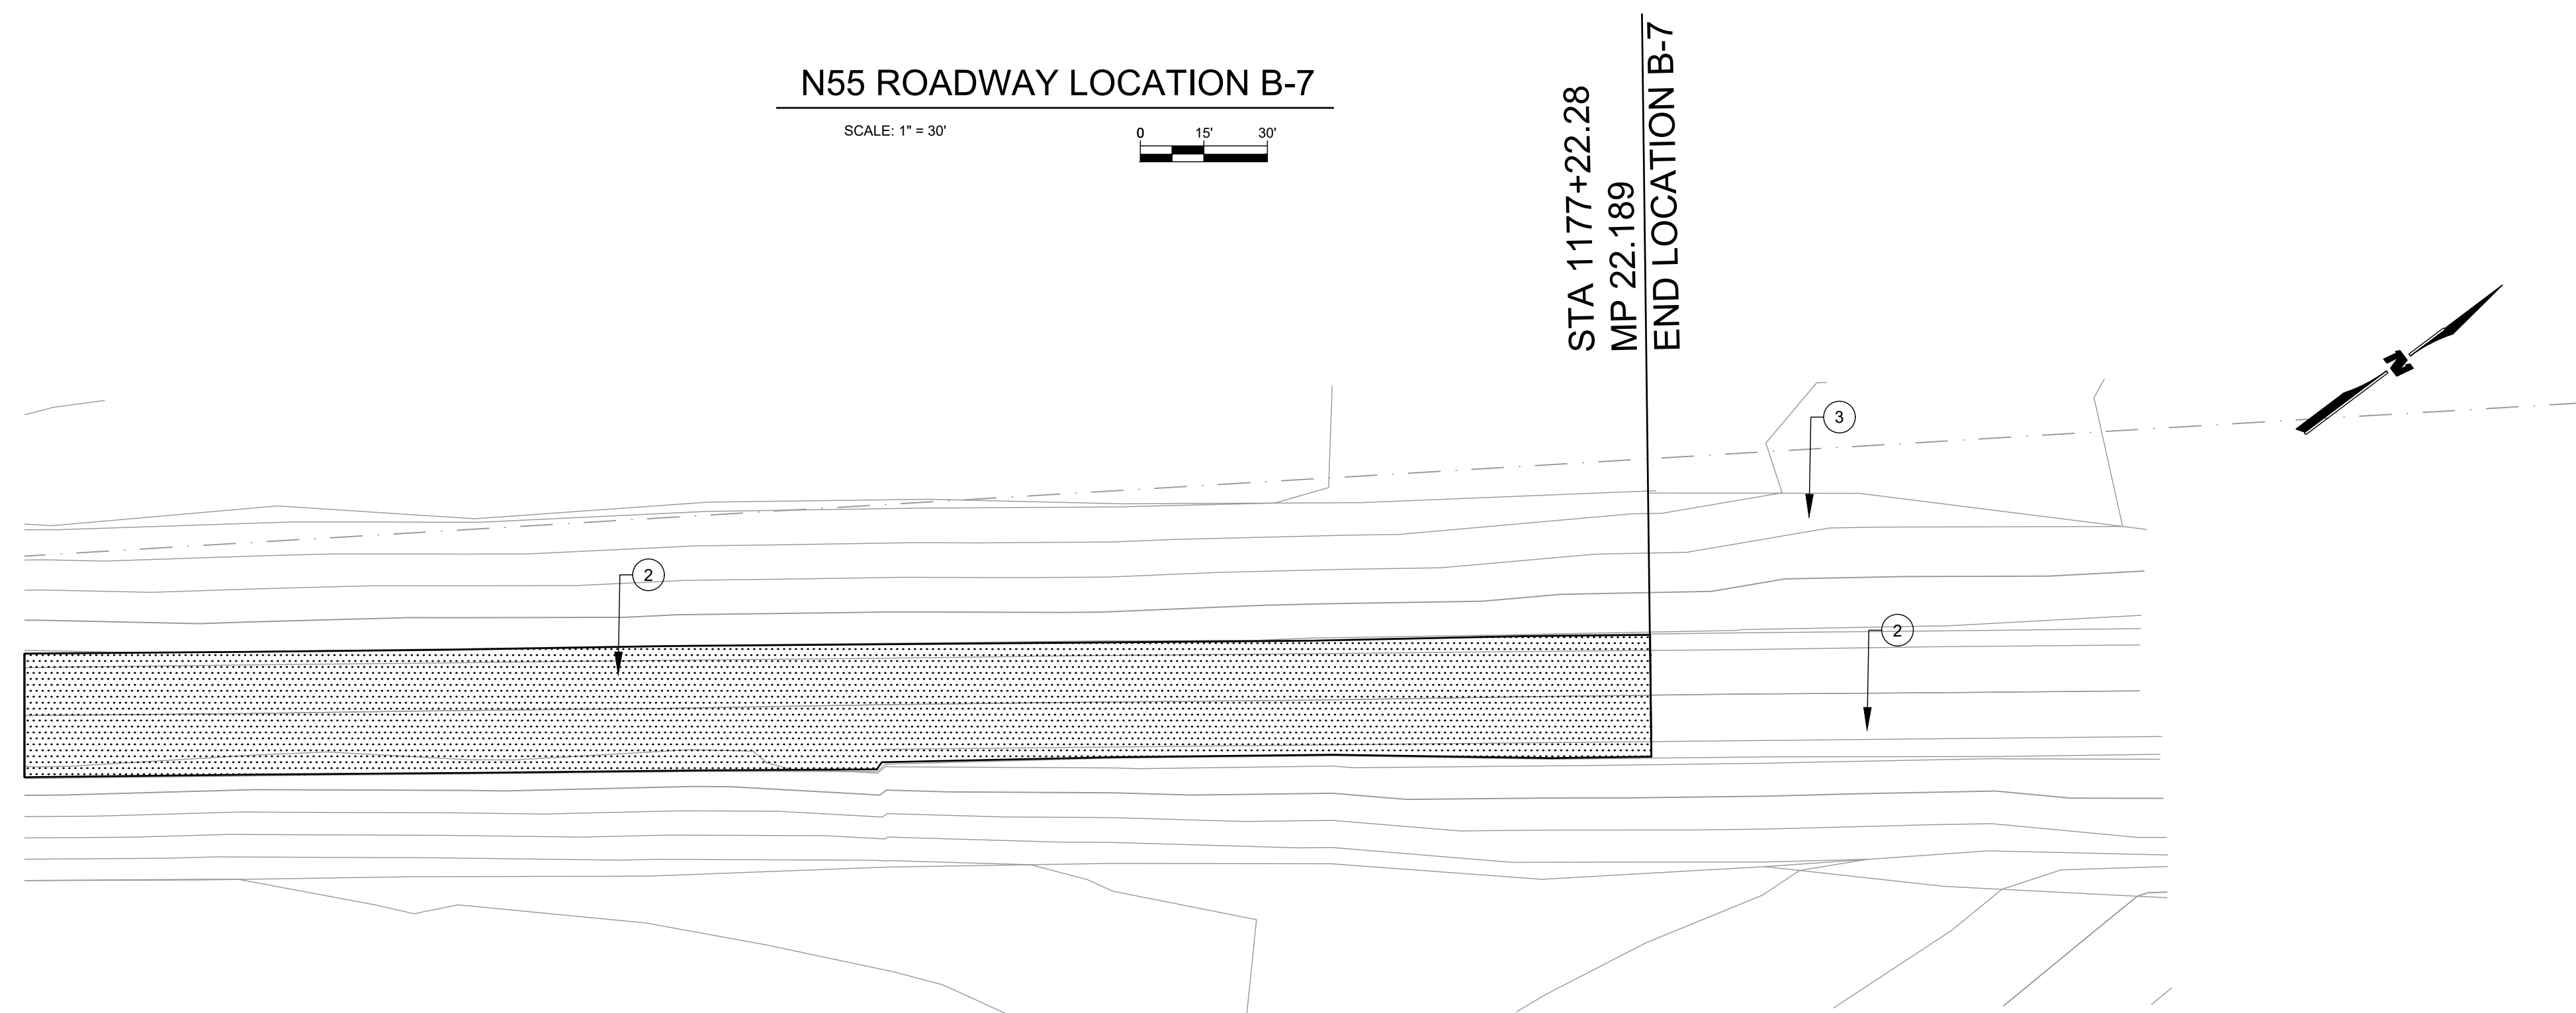 N55 ROADWAY LOCATION B-7
SCALE: 1" = 30'
0 15' 30'
STA 1177+22.28
MP 22.189
END LOCATION B-7
N
3
2
2